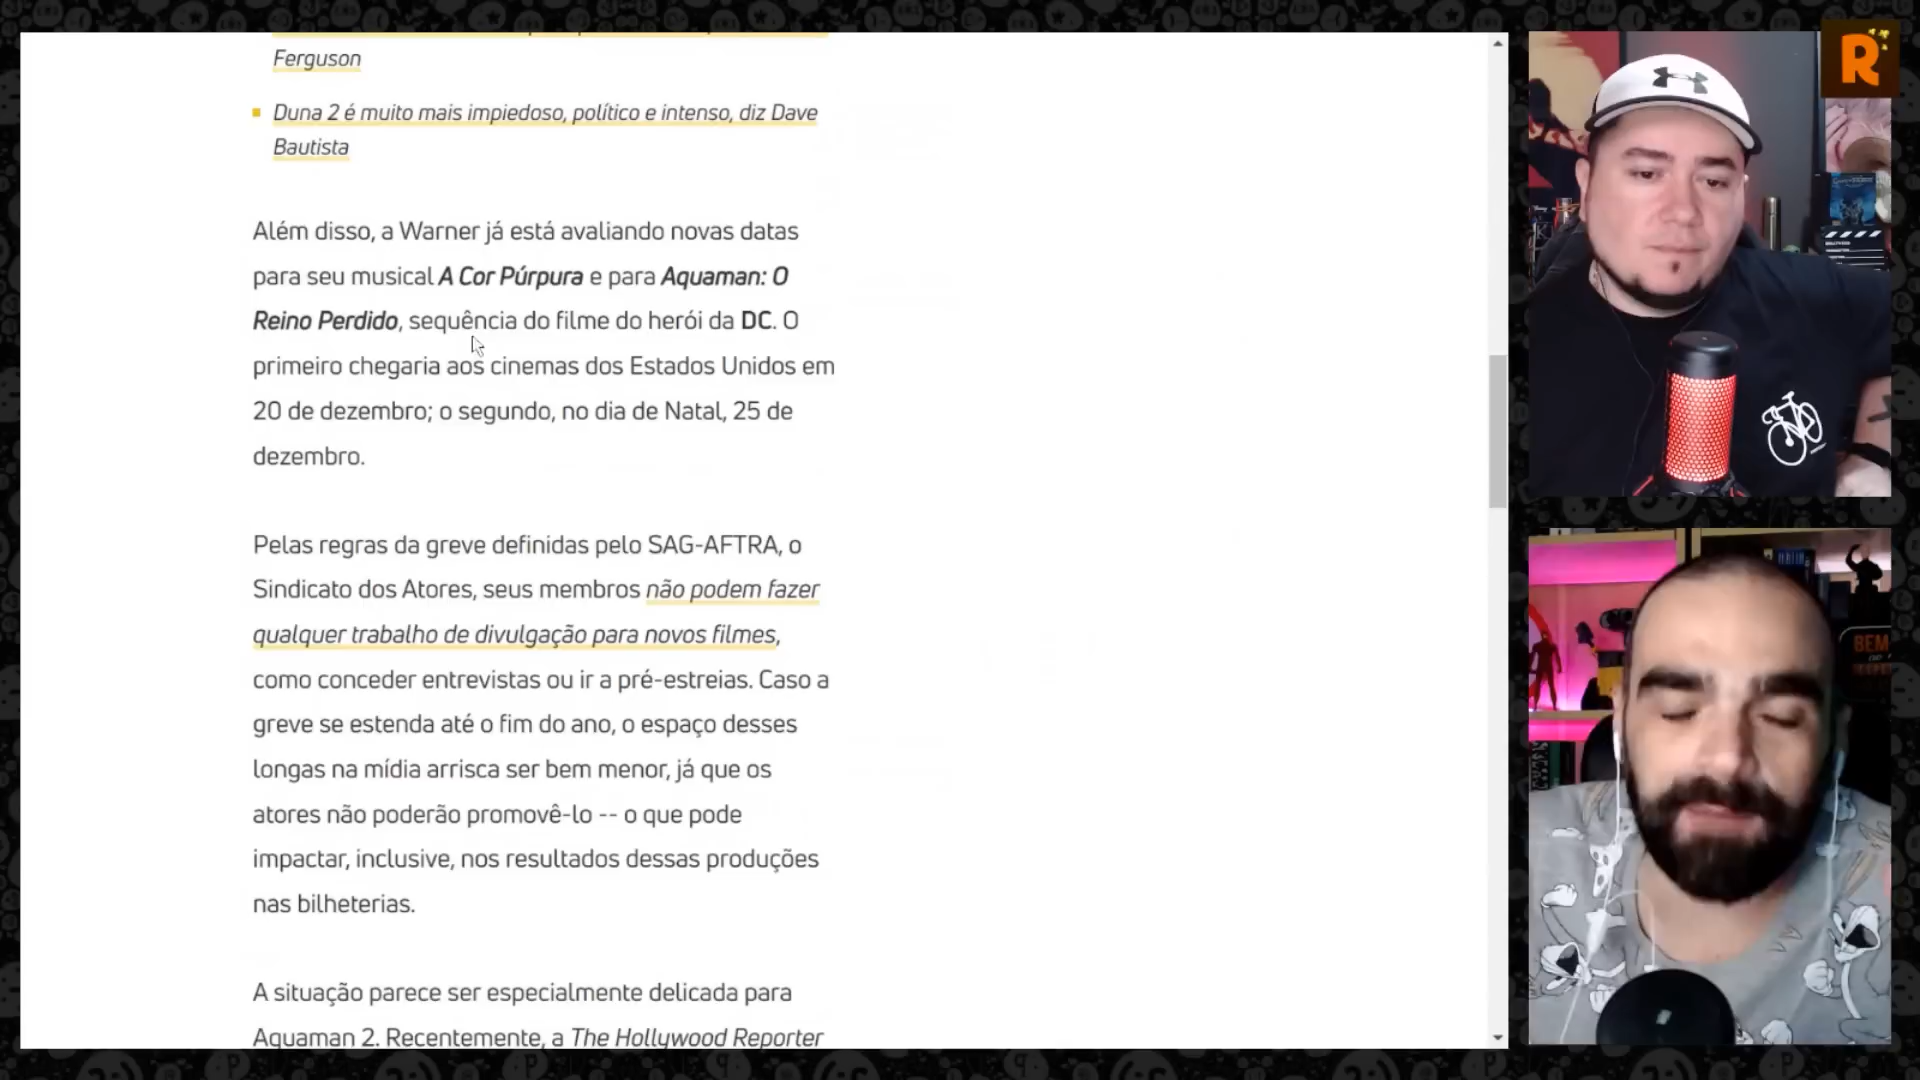 Ferguson
Duna 2 é muito mais impiedoso, político e intenso, diz Dave
Bautista
Além disso, a Warner já está avaliando novas datas
para seu musical A Cor Púrpura e para Aquaman: O
Reino Perdido, sequência do filme do herói da DC. O
primeiro chegaria aos cinemas dos Estados Unidos em
20 de dezembro; o segundo, no dia de Natal, 25 de
dezembro.
Pelas regras da greve definidas pelo SAG-AFTRA, o
Sindicato dos Atores, seus membros não podem fazer
qualquer trabalho de divulgação para novos filmes,
como conceder entrevistas ou ir a pré-estreias. Caso a
greve se estenda até o fim do ano, o espaço desses
longas na mídia arrisca ser bem menor, já que os
atores não poderão promovê-lo -- o que pode
impactar, inclusive, nos resultados dessas produções
nas bilheterias.
A situação parece ser especialmente delicada para
Aquaman 2. Recentemente, a The Hollywood Reporter
R
BEM